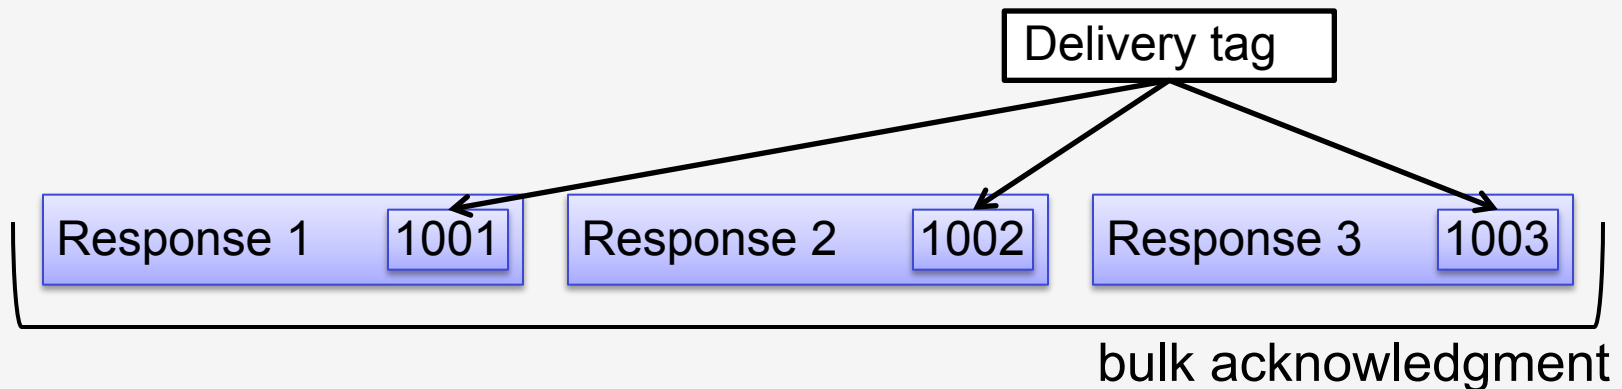 Delivery tag
Response 1 1001 Response 2 1002 Response 3 1003
bulk acknowledgment